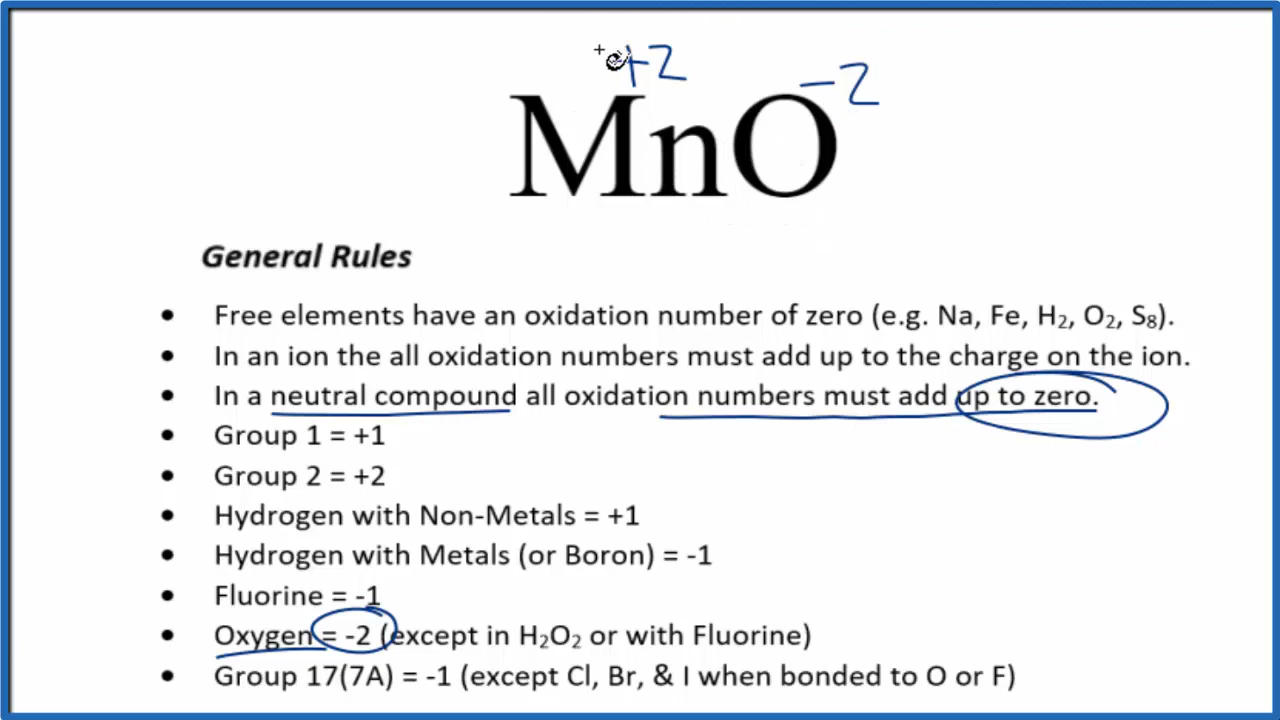 +2 -2
MnO
General Rules
• Free elements have an oxidation number of zero (e.g. Na, Fe, H₂, O₂, S₈).
• In an ion the all oxidation numbers must add up to the charge on the ion.
• In a neutral compound all oxidation numbers must add up to zero.
• Group 1 = +1
• Group 2 = +2
• Hydrogen with Non-Metals = +1
• Hydrogen with Metals (or Boron) = -1
• Fluorine = -1
• Oxygen = -2 (except in H₂O₂ or with Fluorine)
• Group 17(7A) = -1 (except Cl, Br, & I when bonded to O or F)